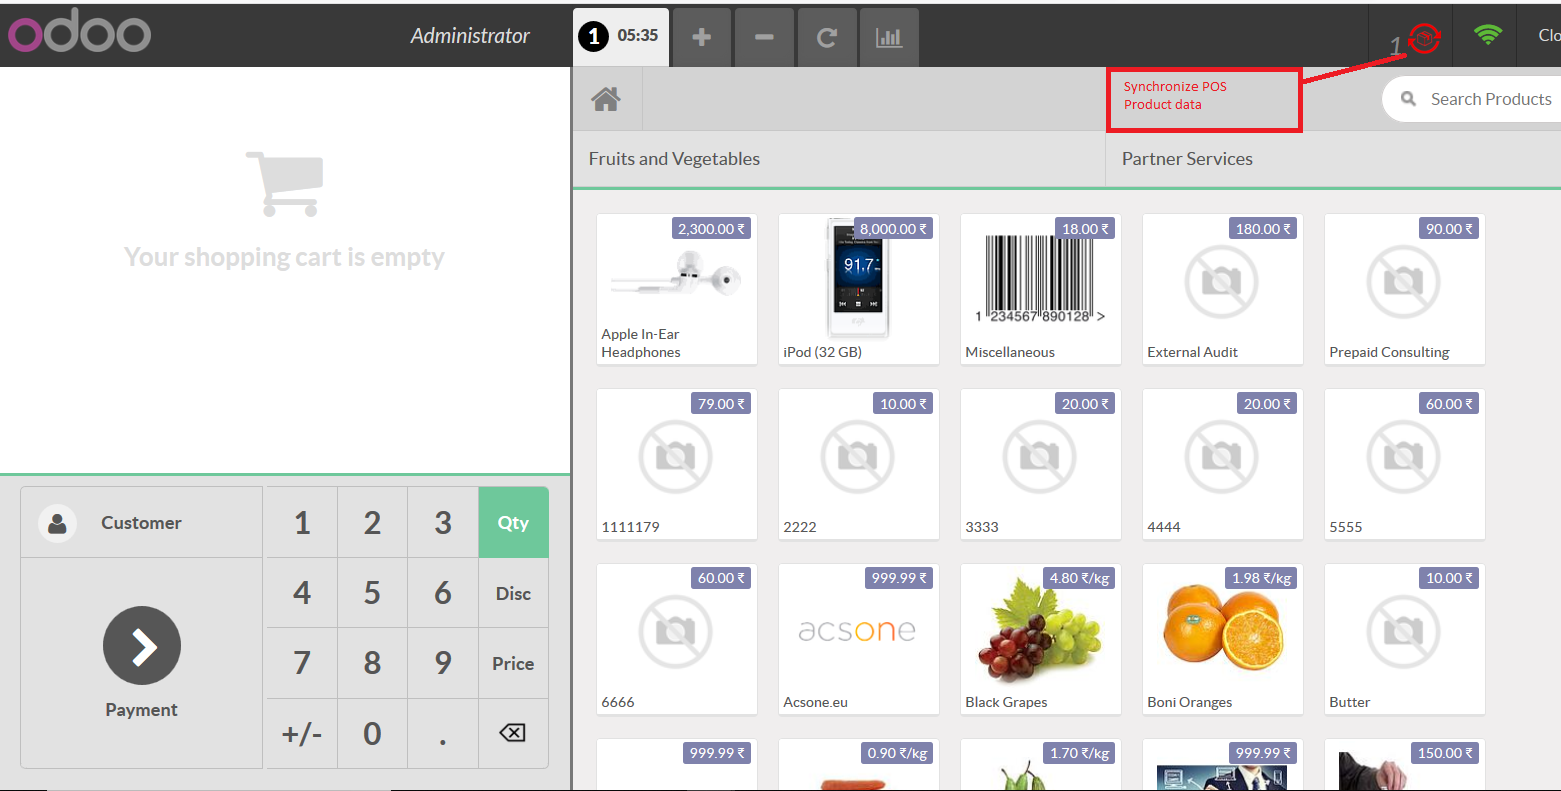 odoo
Administrator
1 05:35
1
Clo
Synchronize POS
Product data
Search Products
Fruits and Vegetables
Partner Services
Your shopping cart is empty
2,300.00 ₹
Apple In-Ear
Headphones
8,000.00 ₹
91.7
iPod (32 GB)
18.00 ₹
1 234567 890128 >
Miscellaneous
180.00 ₹
External Audit
90.00 ₹
Prepaid Consulting
79.00 ₹
1111179
10.00 ₹
2222
20.00 ₹
3333
20.00 ₹
4444
60.00 ₹
5555
60.00 ₹
6666
999.99 ₹
acsone
Acsone.eu
4.80 ₹/kg
Black Grapes
1.98 ₹/kg
Boni Oranges
10.00 ₹
Butter
999.99 ₹
0.90 ₹/kg
1.70 ₹/kg
999.99 ₹
150.00 ₹
Customer
Payment
1 2 3 Qty
4 5 6 Disc
7 8 9 Price
+/- 0 .